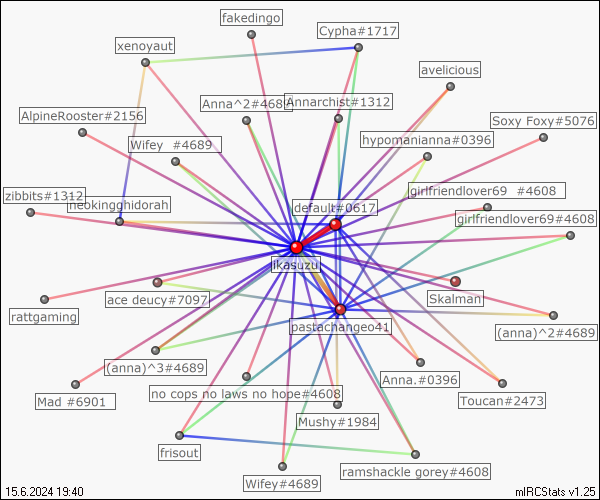 fakedingo
Cypha#1717
xenoyaut
avelicious
Anna^2#4689
Annarchist#1312
AlpineRooster#2156
Soxy Foxy#5076
Wifey #4689
hypomanianna#0396
girlfriendlover69 #4608
zibbits#1312
neokingghidorah
default#0617
girlfriendlover69#4608
ikasuzu
ace deucy#7097
Skalman
rattgaming
pastachangeo41
(anna)^2#4689
(anna)^3#4689
Anna.#0396
no cops no laws no hope#4608
Mad #6901
Toucan#2473
Mushy#1984
frisout
ramshackle gorey#4608
Wifey#4689
15.6.2024 19:40
mIRCStats v1.25